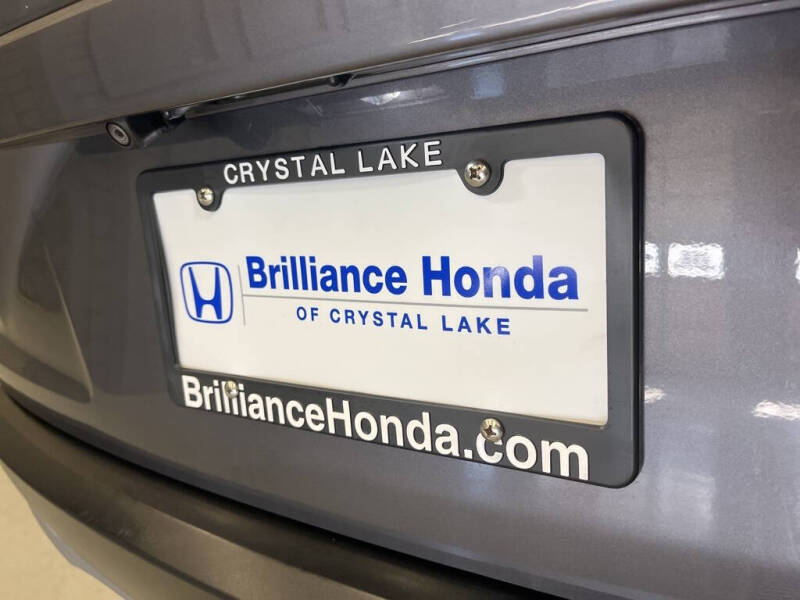 CRYSTAL LAKE
Brilliance Honda
OF CRYSTAL LAKE
BrillianceHonda.com